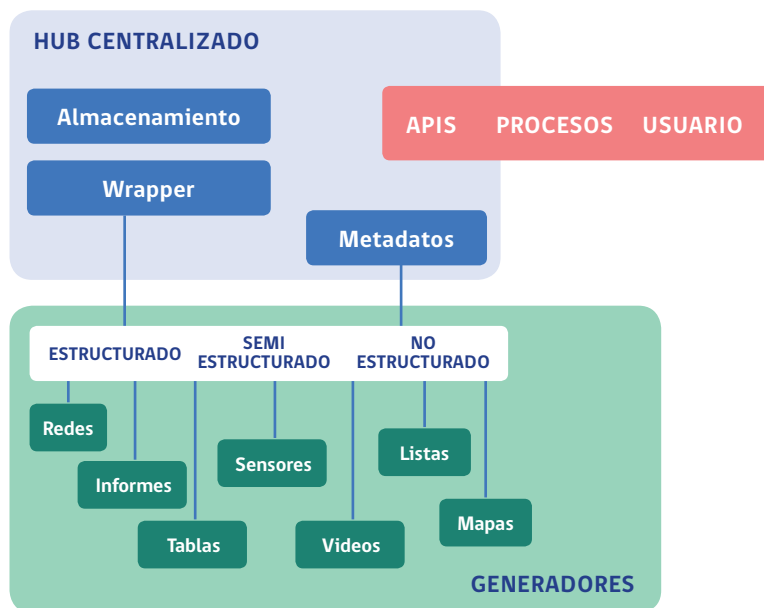 HUB CENTRALIZADO
Almacenamiento
APIS PROCESOS USUARIO
Wrapper
Metadatos
ESTRUCTURADO
SEMI
ESTRUCTURADO
NO
ESTRUCTURADO
Redes
Informes
Tablas
Sensores
Videos
Listas
Mapas
GENERADORES